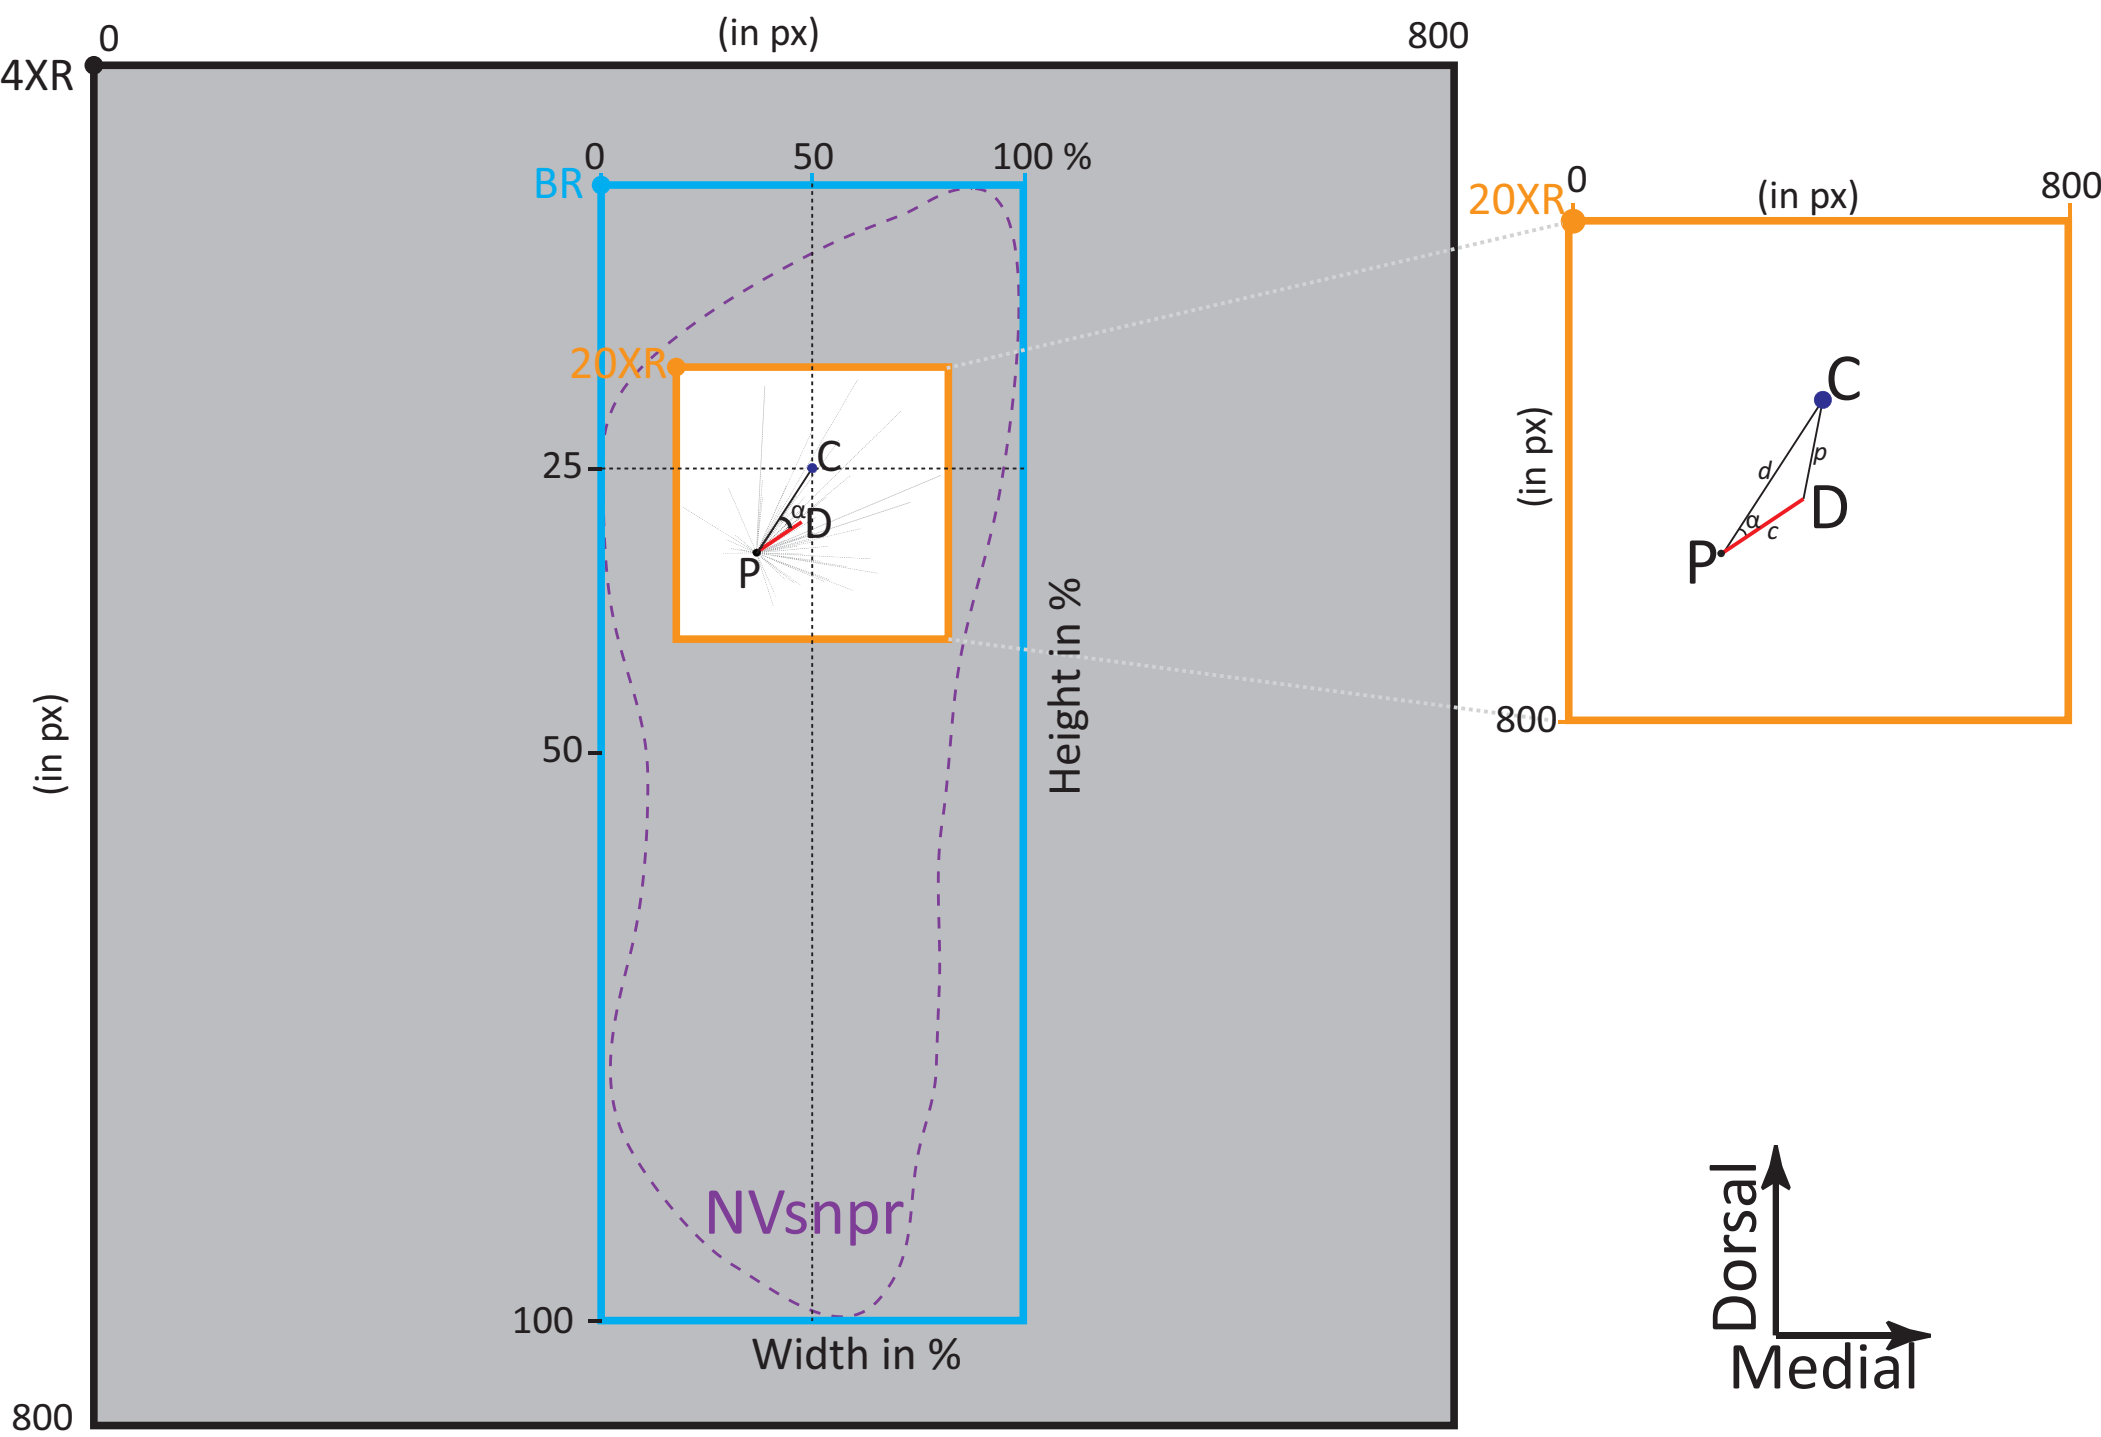 0
(in px)
800
4XR
0
50
100 %
BR
20XR
25
C
α
D
P
50
Height in %
(in px)
NVsnpr
100
Width in %
800
20XR
0
(in px)
800
(in px)
C
d
p
D
α
c
P
800
Dorsal
Medial